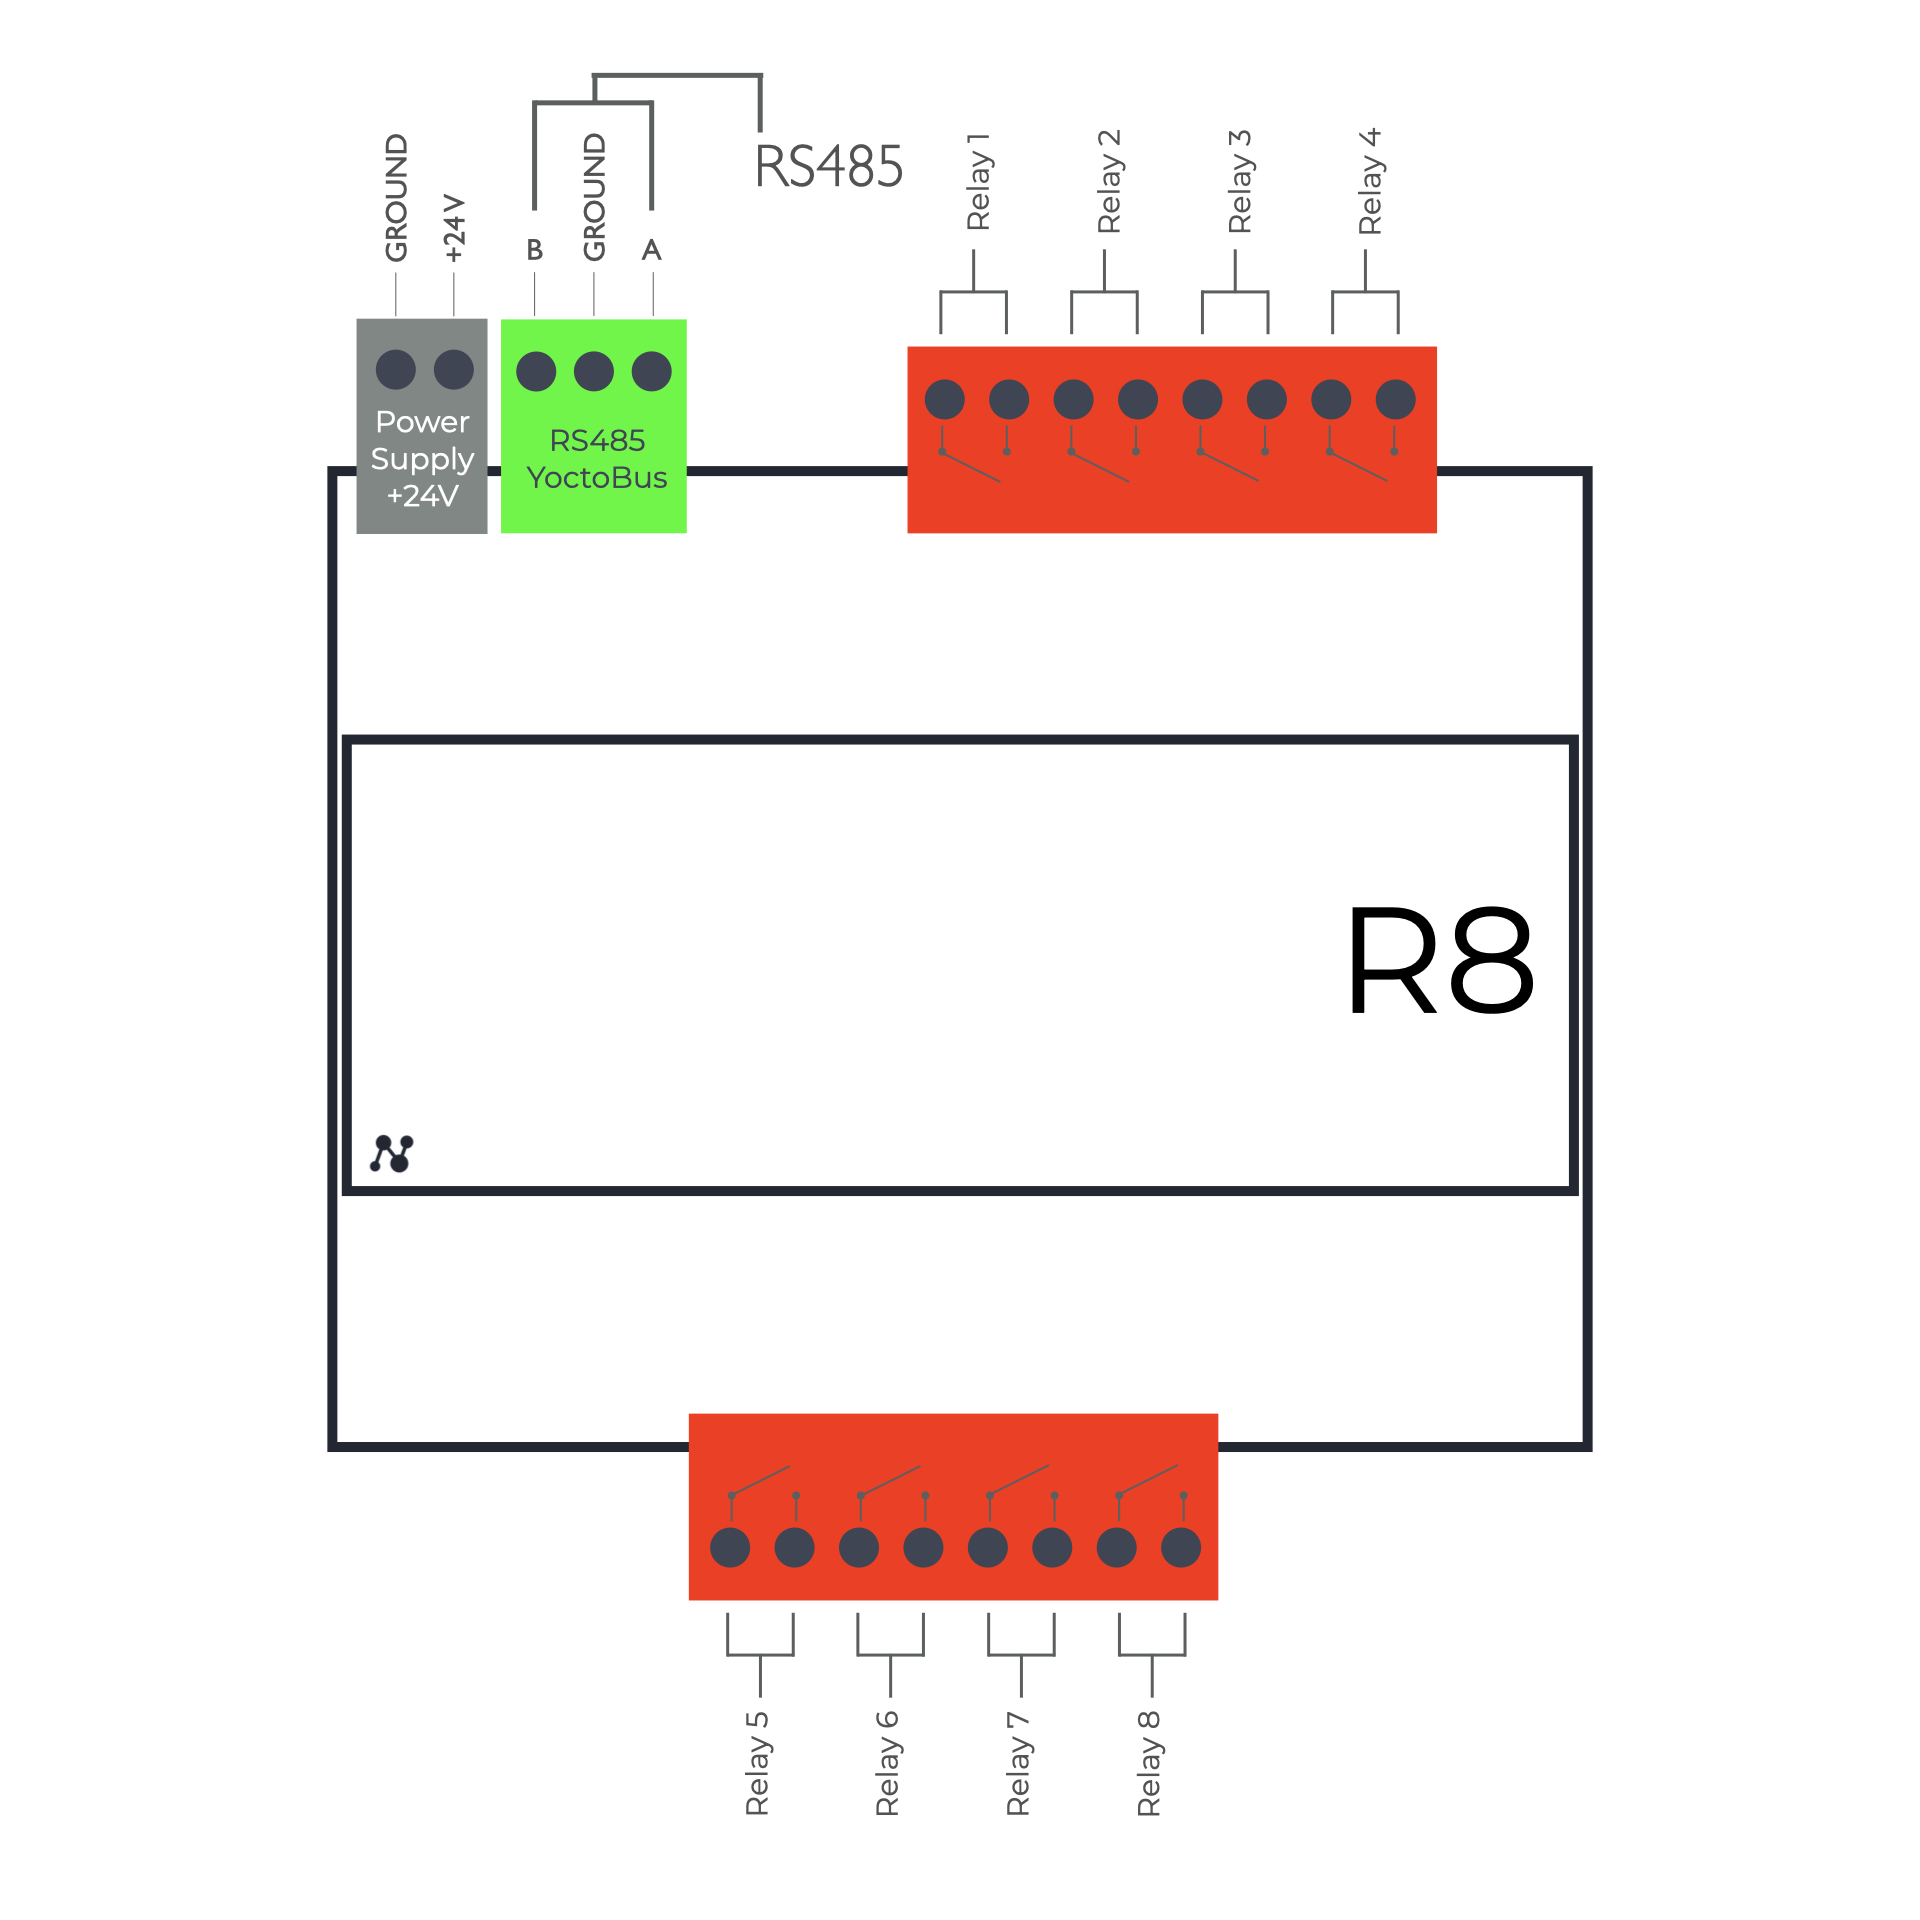 RS485
GROUND
+24V
B
GROUND
A
Relay 1
Relay 2
Relay 3
Relay 4
Power
Supply
+24V
RS485
YoctoBus
R8
Relay 5
Relay 6
Relay 7
Relay 8